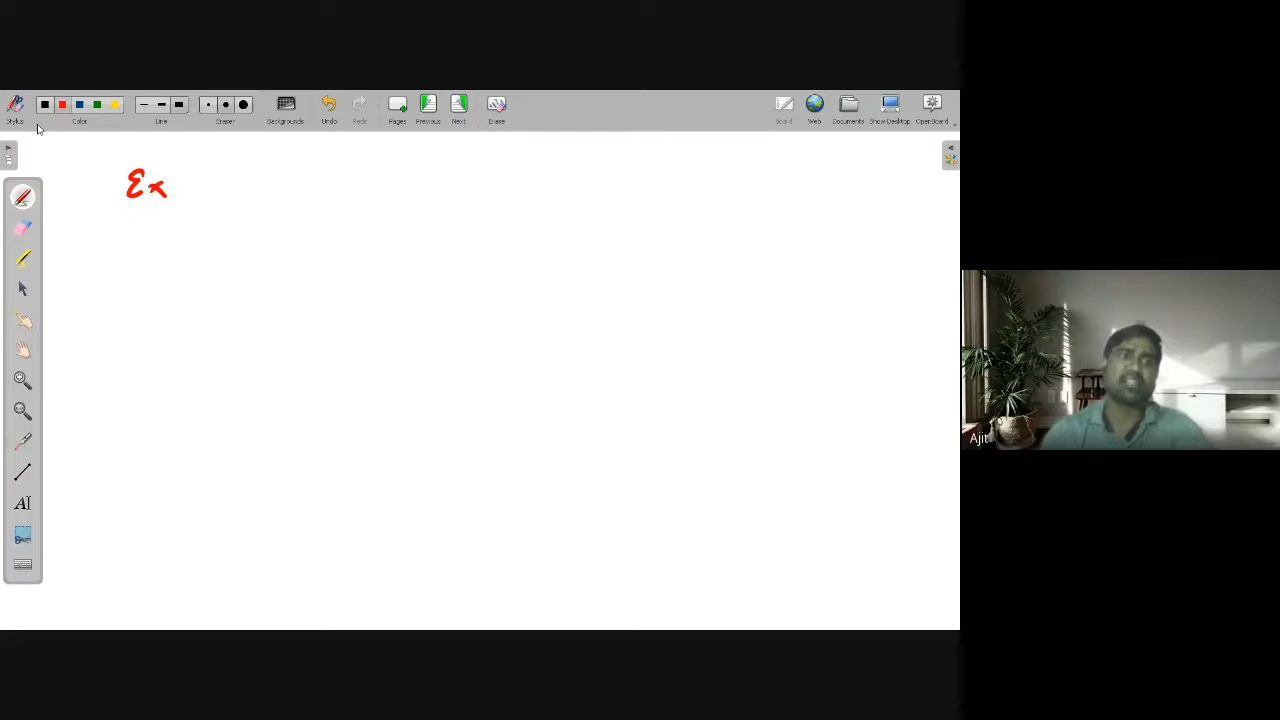 Stylus Color Line Eraser Backgrounds Undo Redo Pages Previous Next Erase Board Web Documents Show Desktop OpenBoard
Ex
AI
Ajit